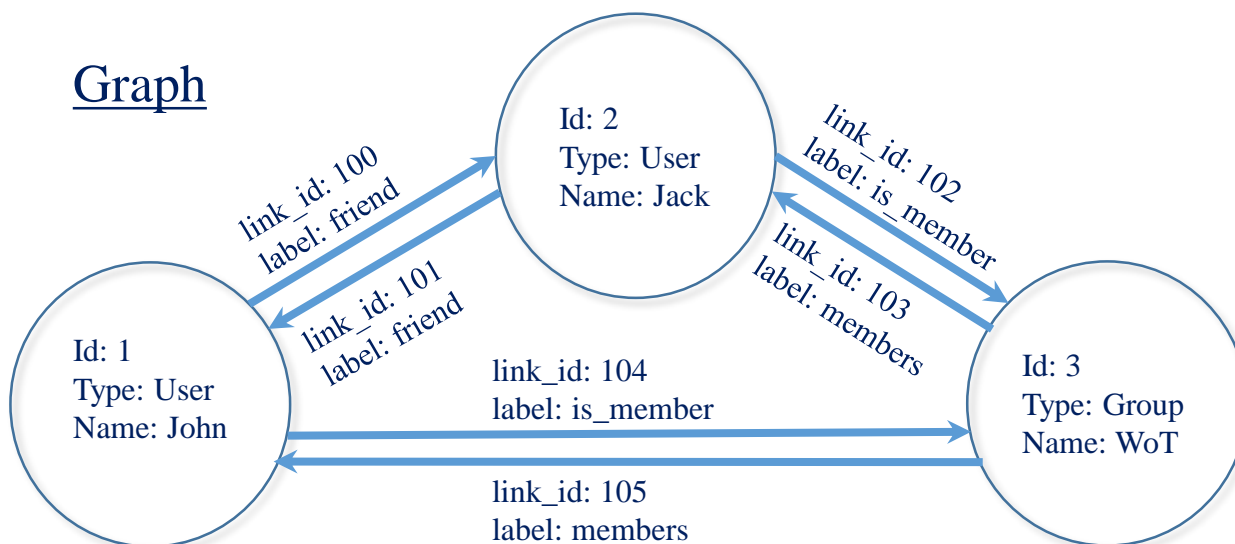 Graph
Id: 2
Type: User
Name: Jack
link_id: 100
label: friend
link_id: 101
label: friend
link_id: 102
label: is_member
link_id: 103
label: members
Id: 1
Type: User
Name: John
link_id: 104
label: is_member
link_id: 105
label: members
Id: 3
Type: Group
Name: WoT